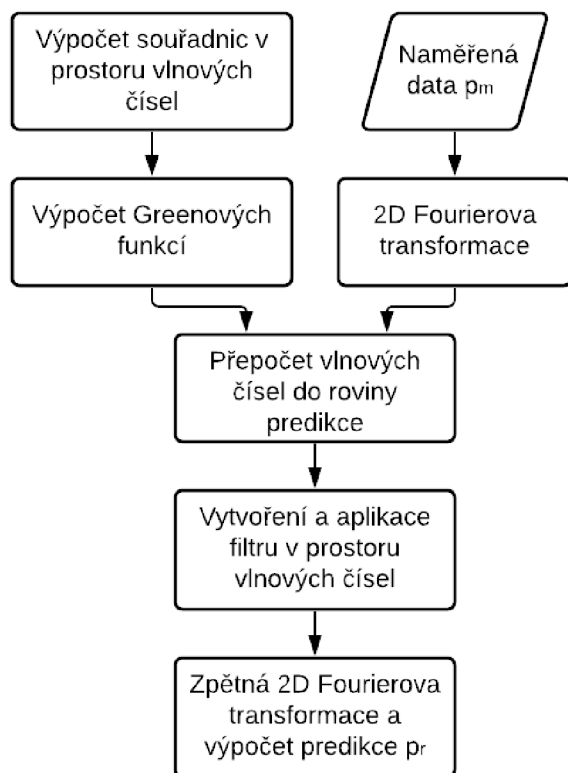 Výpočet souřadnic v
prostoru vlnových
čísel
Naměřená
data pm
Výpočet Greenových
funkcí
2D Fourierova
transformace
Přepočet vlnových
čísel do roviny
predikce
Vytvoření a aplikace
filtru v prostoru
vlnových čísel
Zpětná 2D Fourierova
transformace a
výpočet predikce pr